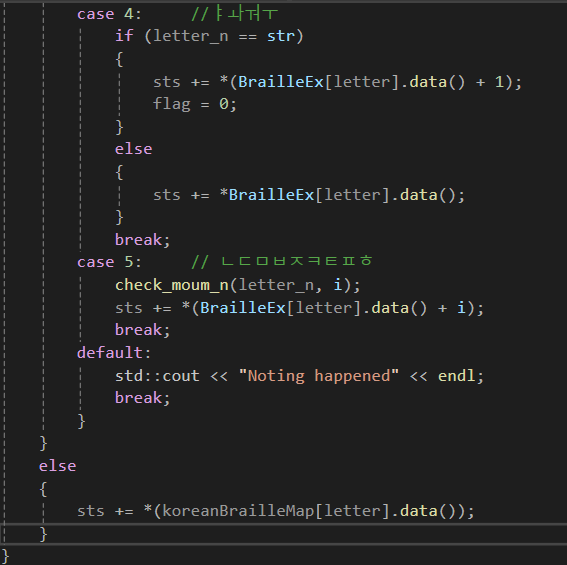 case 4:     //ㅑㅘㅝㅜ
if (letter_n == str)
{
sts += *(BrailleEx[letter].data() + 1);
flag = 0;
}
else
{
sts += *BrailleEx[letter].data();
}
break;
case 5:     // ㄴㄷㅁㅂㅈㅋㅌㅍㅎ
check_moum_n(letter_n, i);
sts += *(BrailleEx[letter].data() + i);
break;
default:
std::cout << "Noting happened" << endl;
break;
}
}
else
{
sts += *(koreanBrailleMap[letter].data());
}
}